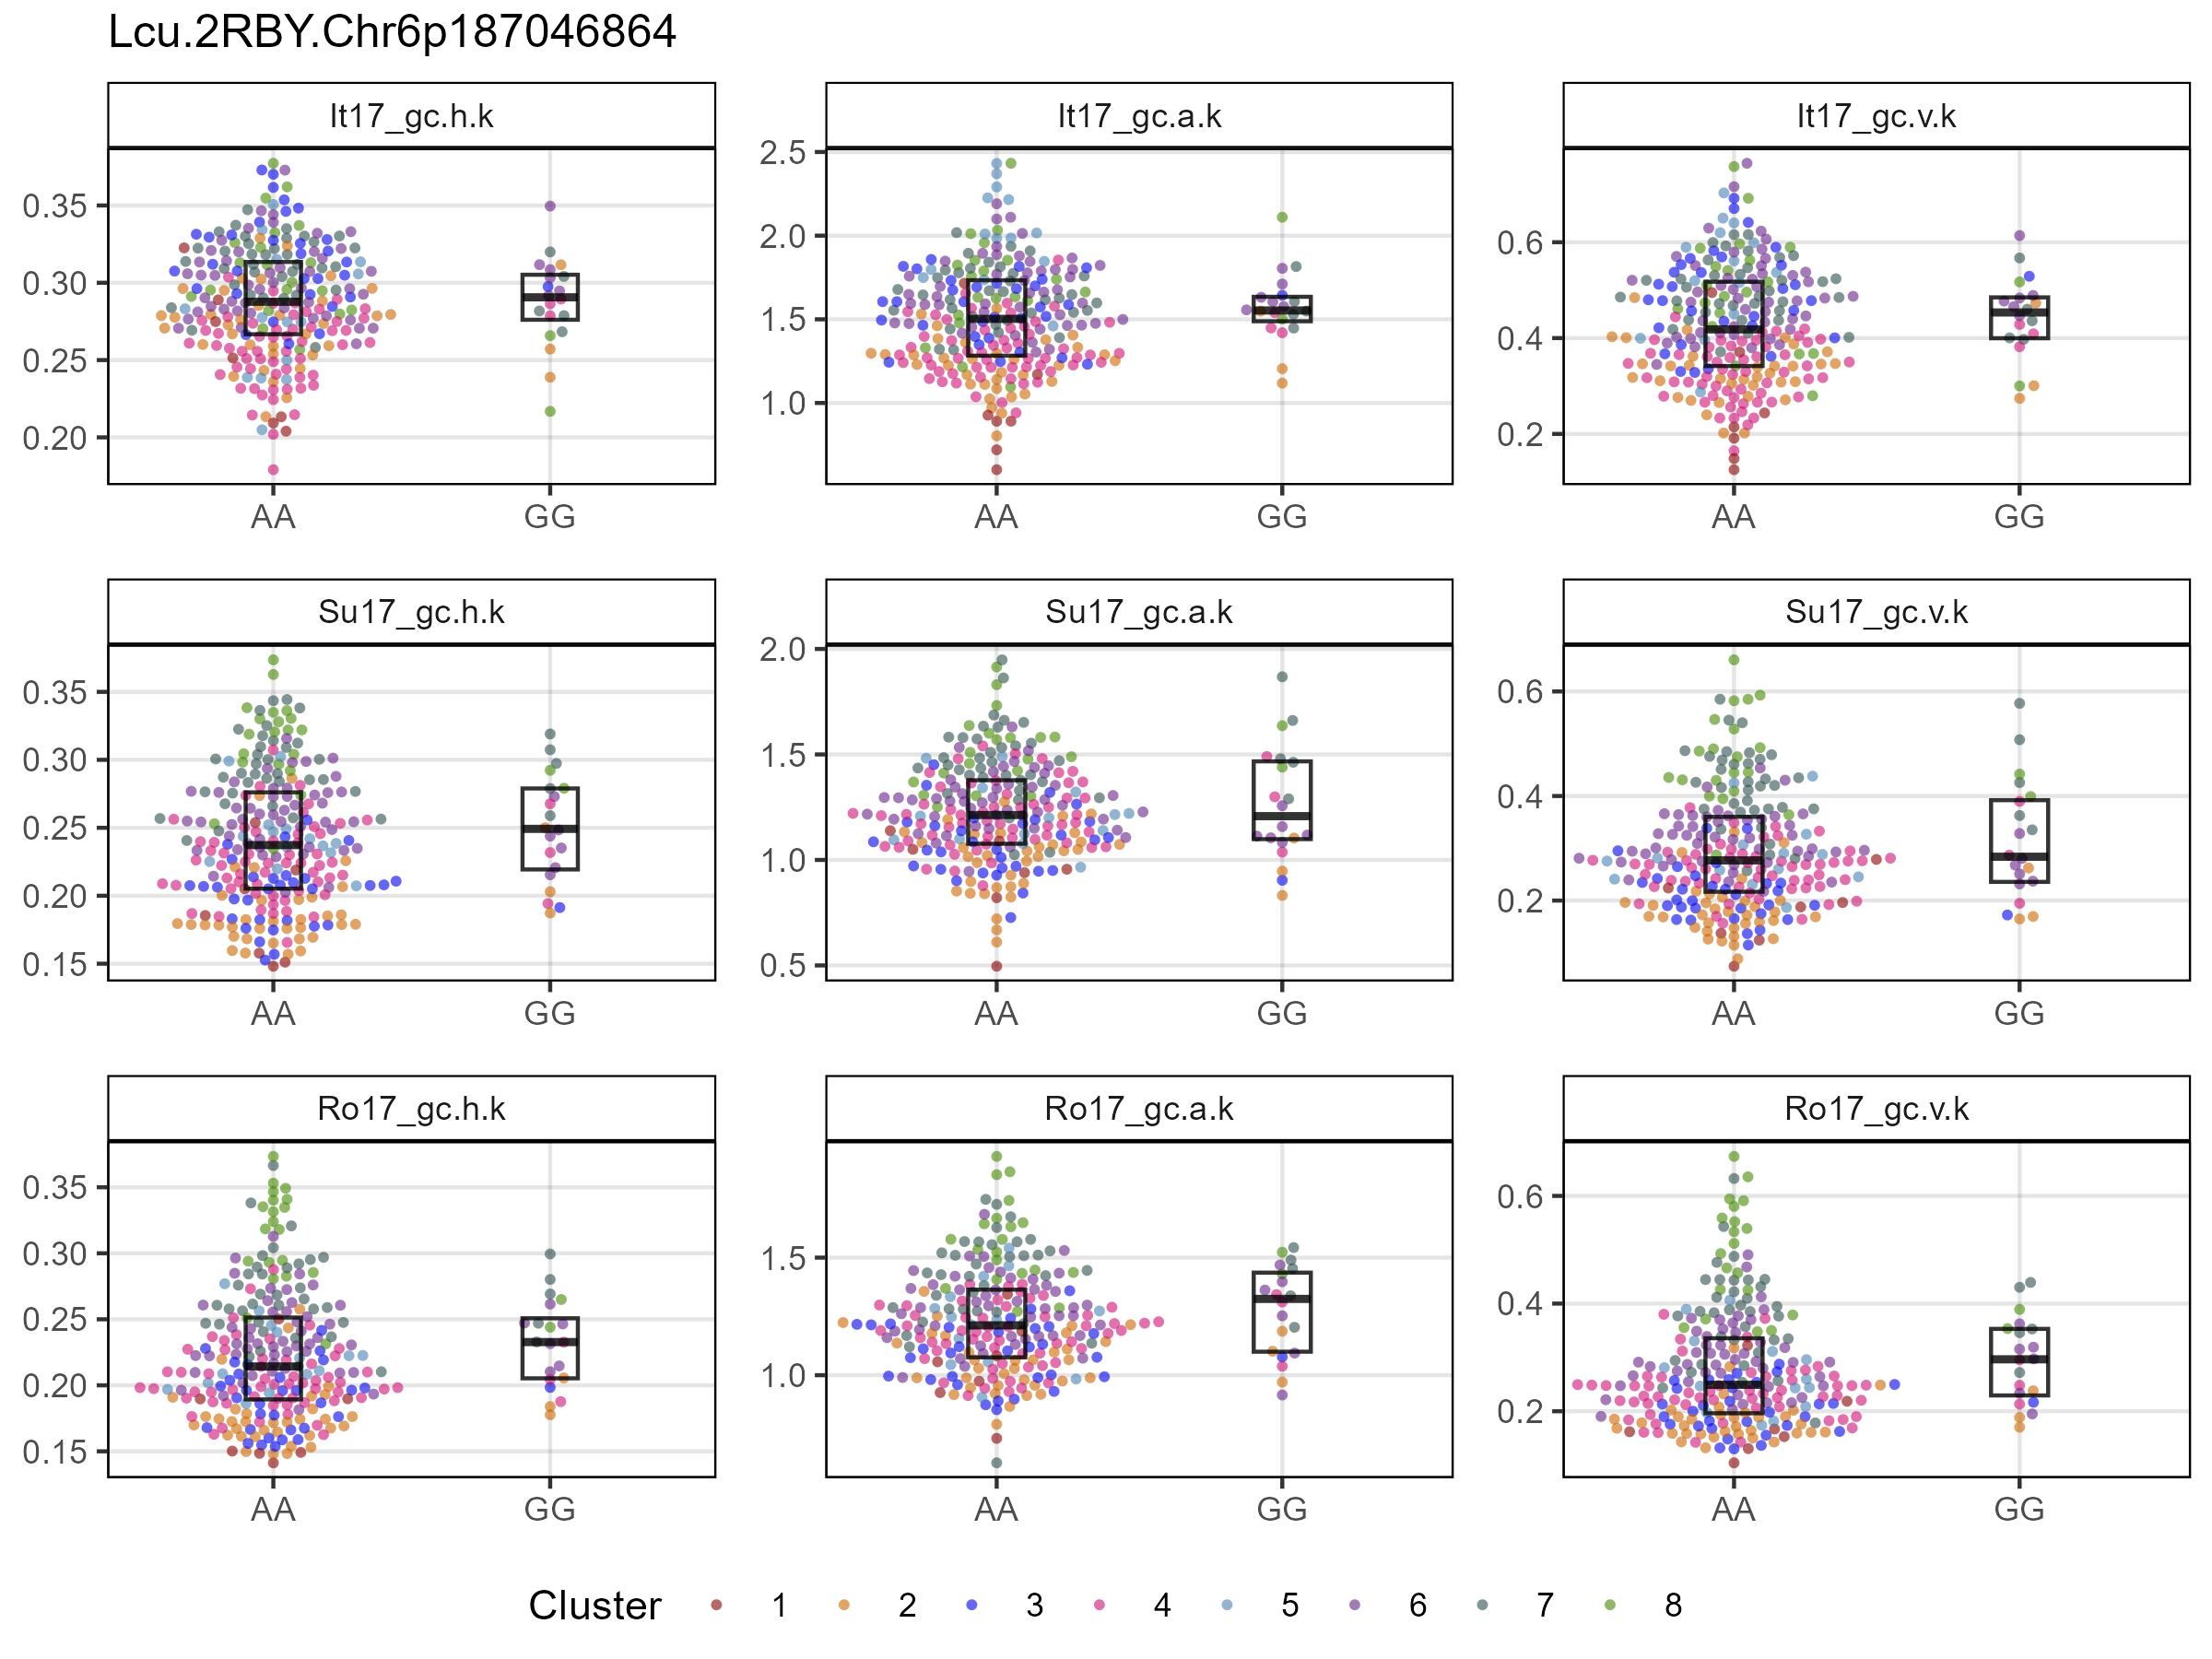 Lcu.2RBY.Chr6p187046864
It17_gc.h.k
It17_gc.a.k
It17_gc.v.k
0.35
0.30
0.25
0.20
2.5
2.0
1.5
1.0
0.6
0.4
0.2
AA
GG
AA
GG
AA
GG
Su17_gc.h.k
Su17_gc.a.k
Su17_gc.v.k
0.35
0.30
0.25
0.20
0.15
2.0
1.5
1.0
0.5
0.6
0.4
0.2
AA
GG
AA
GG
AA
GG
Ro17_gc.h.k
Ro17_gc.a.k
Ro17_gc.v.k
0.35
0.30
0.25
0.20
0.15
1.5
1.0
0.6
0.4
0.2
AA
GG
AA
GG
AA
GG
Cluster 1 2 3 4 5 6 7 8